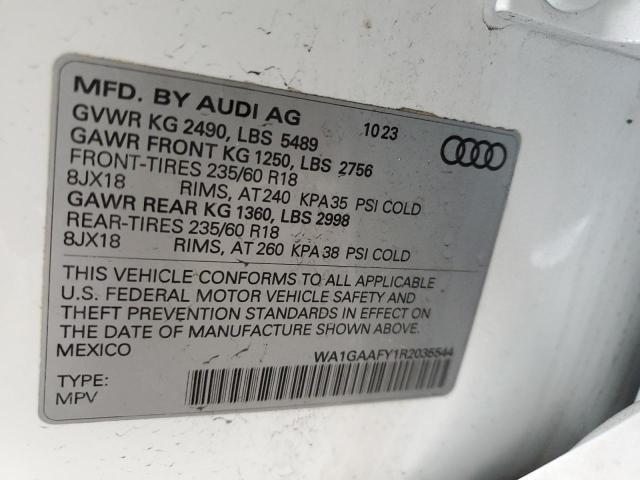 MFD. BY AUDI AG 1023
GVWR KG 2490, LBS 5489
GAWR FRONT KG 1250, LBS 2756
FRONT-TIRES 235/60 R18
8JX18 RIMS, AT 240 KPA 35 PSI COLD
GAWR REAR KG 1360, LBS 2998
REAR-TIRES 235/60 R18
8JX18 RIMS, AT 260 KPA 38 PSI COLD
THIS VEHICLE CONFORMS TO ALL APPLICABLE
U.S. FEDERAL MOTOR VEHICLE SAFETY AND
THEFT PREVENTION STANDARDS IN EFFECT ON
THE DATE OF MANUFACTURE SHOWN ABOVE.
MEXICO WA1GAAFY1R2035544
TYPE:
MPV